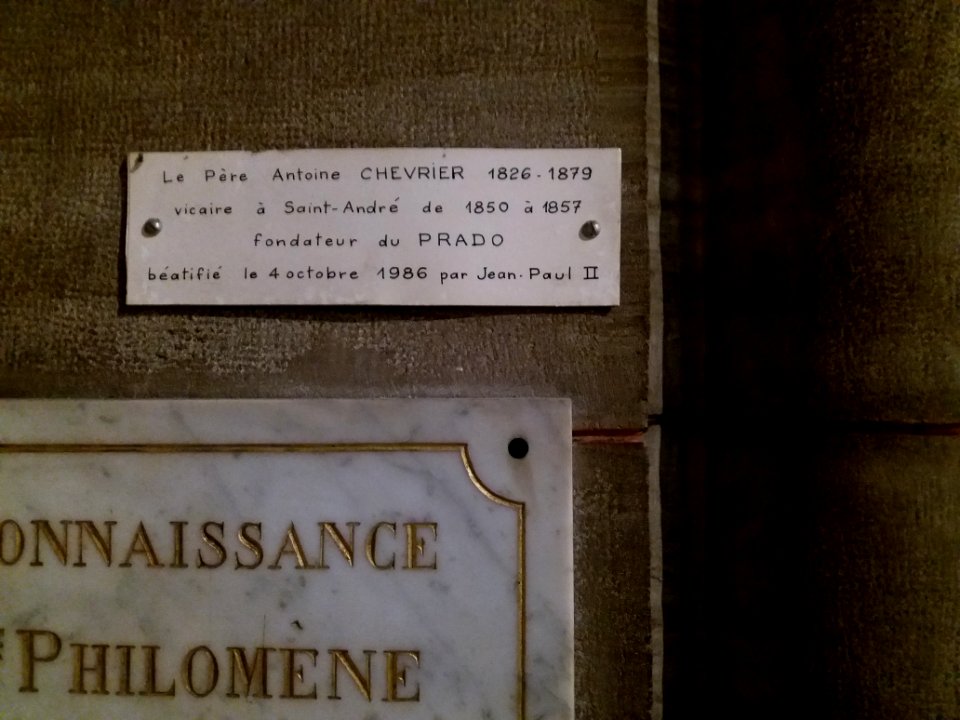 Le Père Antoine CHEVRIER 1826-1879
vicaire à Saint-André de 1850 à 1857
fondateur du PRADO
béatifié le 4 octobre 1986 par Jean-Paul II
ONNAISSANCE
PHILOMÈNE